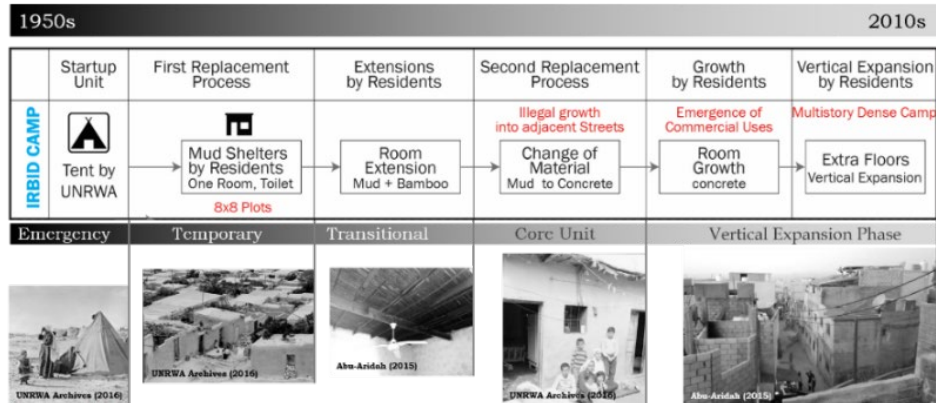 1950s
2010s
IRBID CAMP
Startup
Unit
First Replacement
Process
Extensions
by Residents
Second Replacement
Process
Growth
by Residents
Vertical Expansion
by Residents
Tent by
UNRWA
Mud Shelters
by Residents
One Room, Toilet
8x8 Plots
Room
Extension
Mud + Bamboo
Illegal growth
into adjacent Streets
Change of
Material
Mud to Concrete
Emergence of
Commercial Uses
Room
Growth
concrete
Multistory Dense Camp
Extra Floors
Vertical Expansion
Emergency
Temporary
Transitional
Core Unit
Vertical Expansion Phase
UNRWA Archives (2016)
UNRWA Archives (2016)
Abu-Aridah (2015)
UNRWA Archives (2016)
Abu-Aridah (2015)